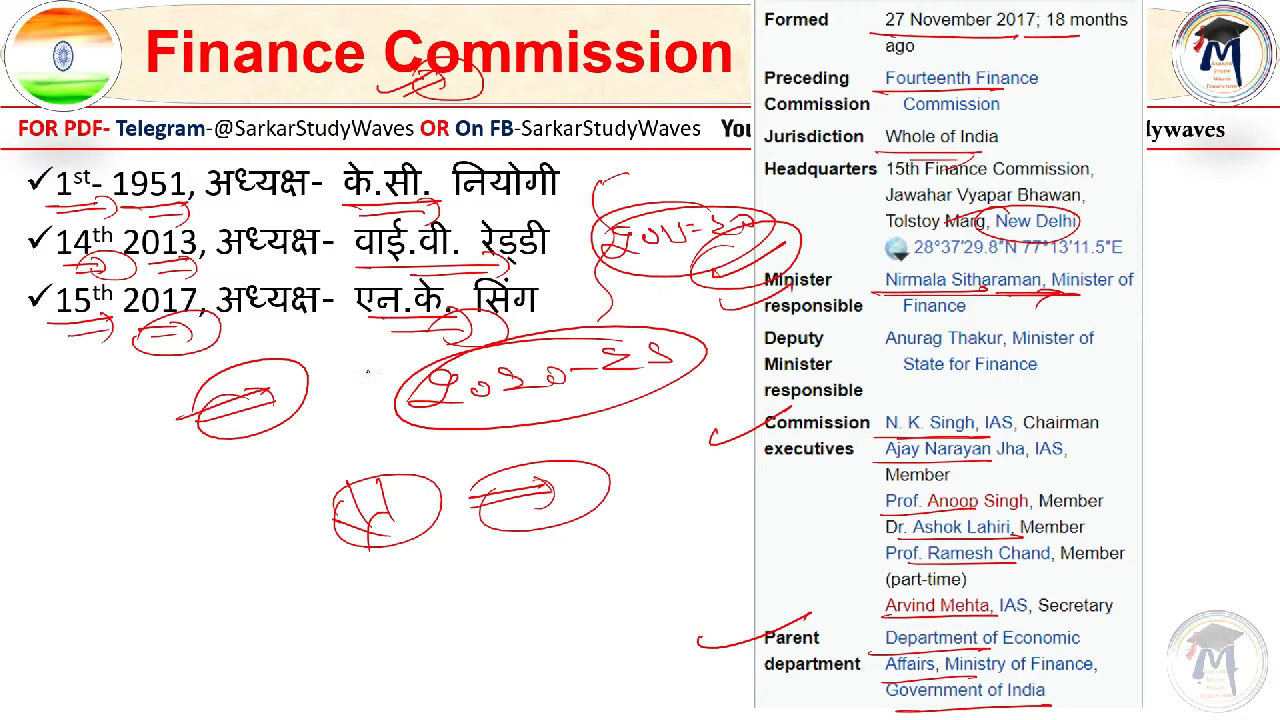 Finance Commission
FOR PDF- Telegram-@SarkarStudyWaves OR On FB-SarkarStudyWaves You
dywaves
✓1st- 1951, अध्यक्ष- के.सी. नियोगी
✓14th 2013, अध्यक्ष- वाई.वी. रेड्डी
✓15th 2017, अध्यक्ष- एन.के. सिंग
2020-25
Formed 27 November 2017; 18 months
ago
Preceding Fourteenth Finance
Commission Commission
Jurisdiction Whole of India
Headquarters 15th Finance Commission,
Jawahar Vyapar Bhawan,
Tolstoy Marg, New Delhi
28°37′29.8″N 77°13′11.5″E
Minister Nirmala Sitharaman, Minister of
responsible Finance
Deputy Anurag Thakur, Minister of
Minister State for Finance
responsible
Commission N. K. Singh, IAS, Chairman
executives Ajay Narayan Jha, IAS,
Member
Prof. Anoop Singh, Member
Dr. Ashok Lahiri, Member
Prof. Ramesh Chand, Member
(part-time)
Arvind Mehta, IAS, Secretary
Parent Department of Economic
department Affairs, Ministry of Finance,
Government of India